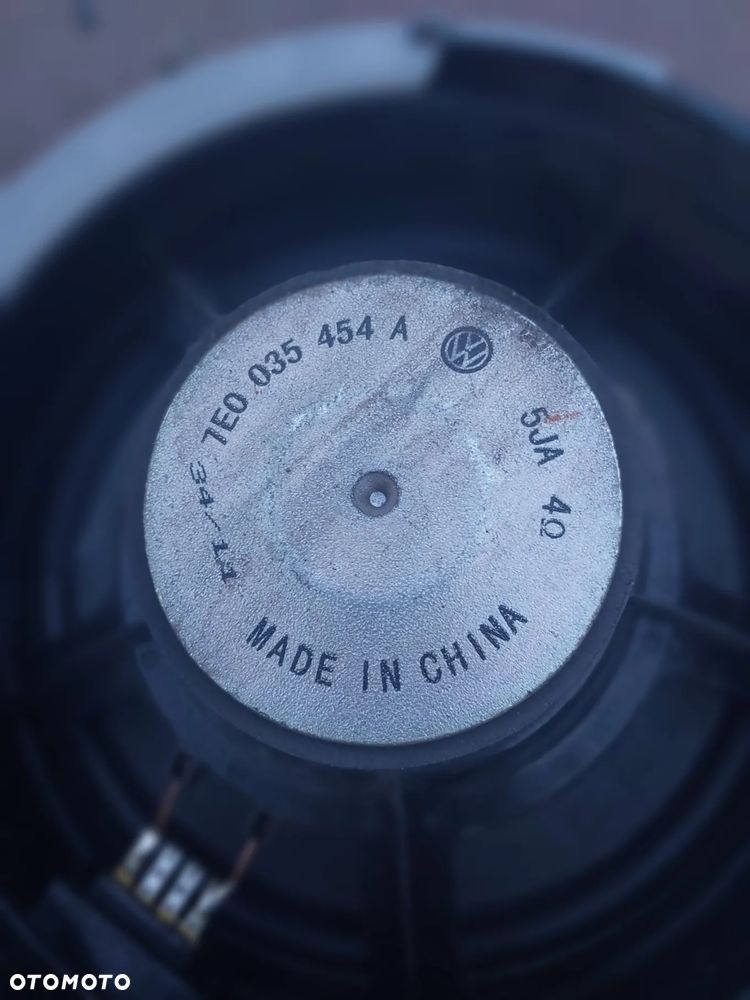 7E0 035 454 A
5JA 4Ω
MADE IN CHINA
OTOMOTO